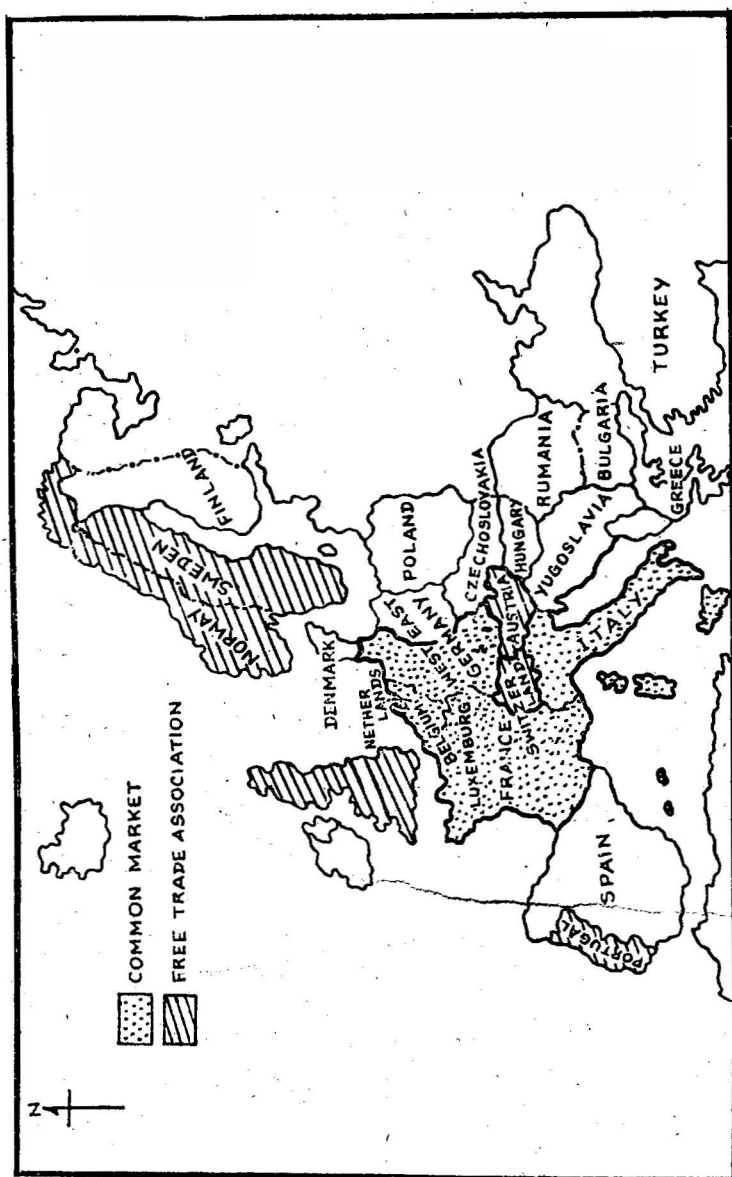 N
COMMON MARKET
FREE TRADE ASSOCIATION
NORWAY
SWEDEN
FINLAND
DENMARK
NETHER
LANDS
BELGIUM
LUXEMBURG
WEST
GERMANY
EAST
POLAND
CZECHOSLOVAKIA
FRANCE
SWITZER
LAND
AUSTRIA
HUNGARY
RUMANIA
YUGOSLAVIA
BULGARIA
ITALY
GREECE
TURKEY
SPAIN
PORTUGAL